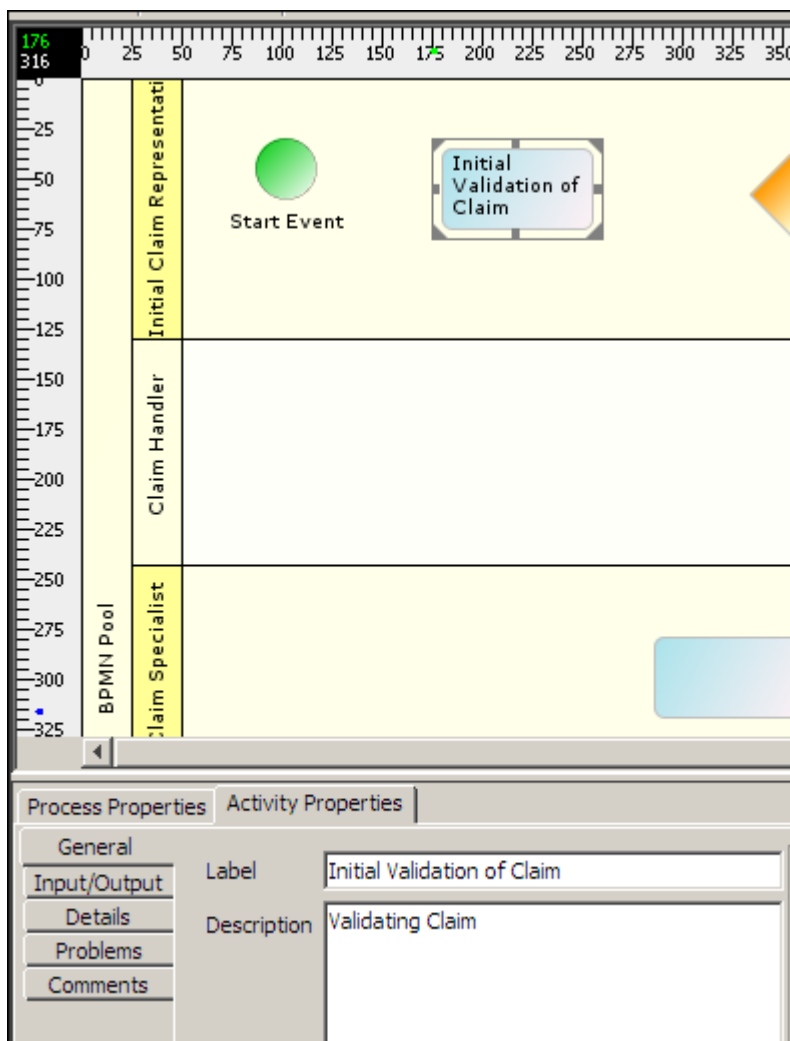 176
316
0 25 50 75 100 125 150 175 200 225 250 275 300 325 350
0
25
50
75
100
125
150
175
200
225
250
275
300
325
BPMN Pool
Initial Claim Representati
Claim Handler
Claim Specialist
Start Event
Initial
Validation of
Claim
Process Properties Activity Properties
General
Input/Output
Details
Problems
Comments
Label Initial Validation of Claim
Description Validating Claim